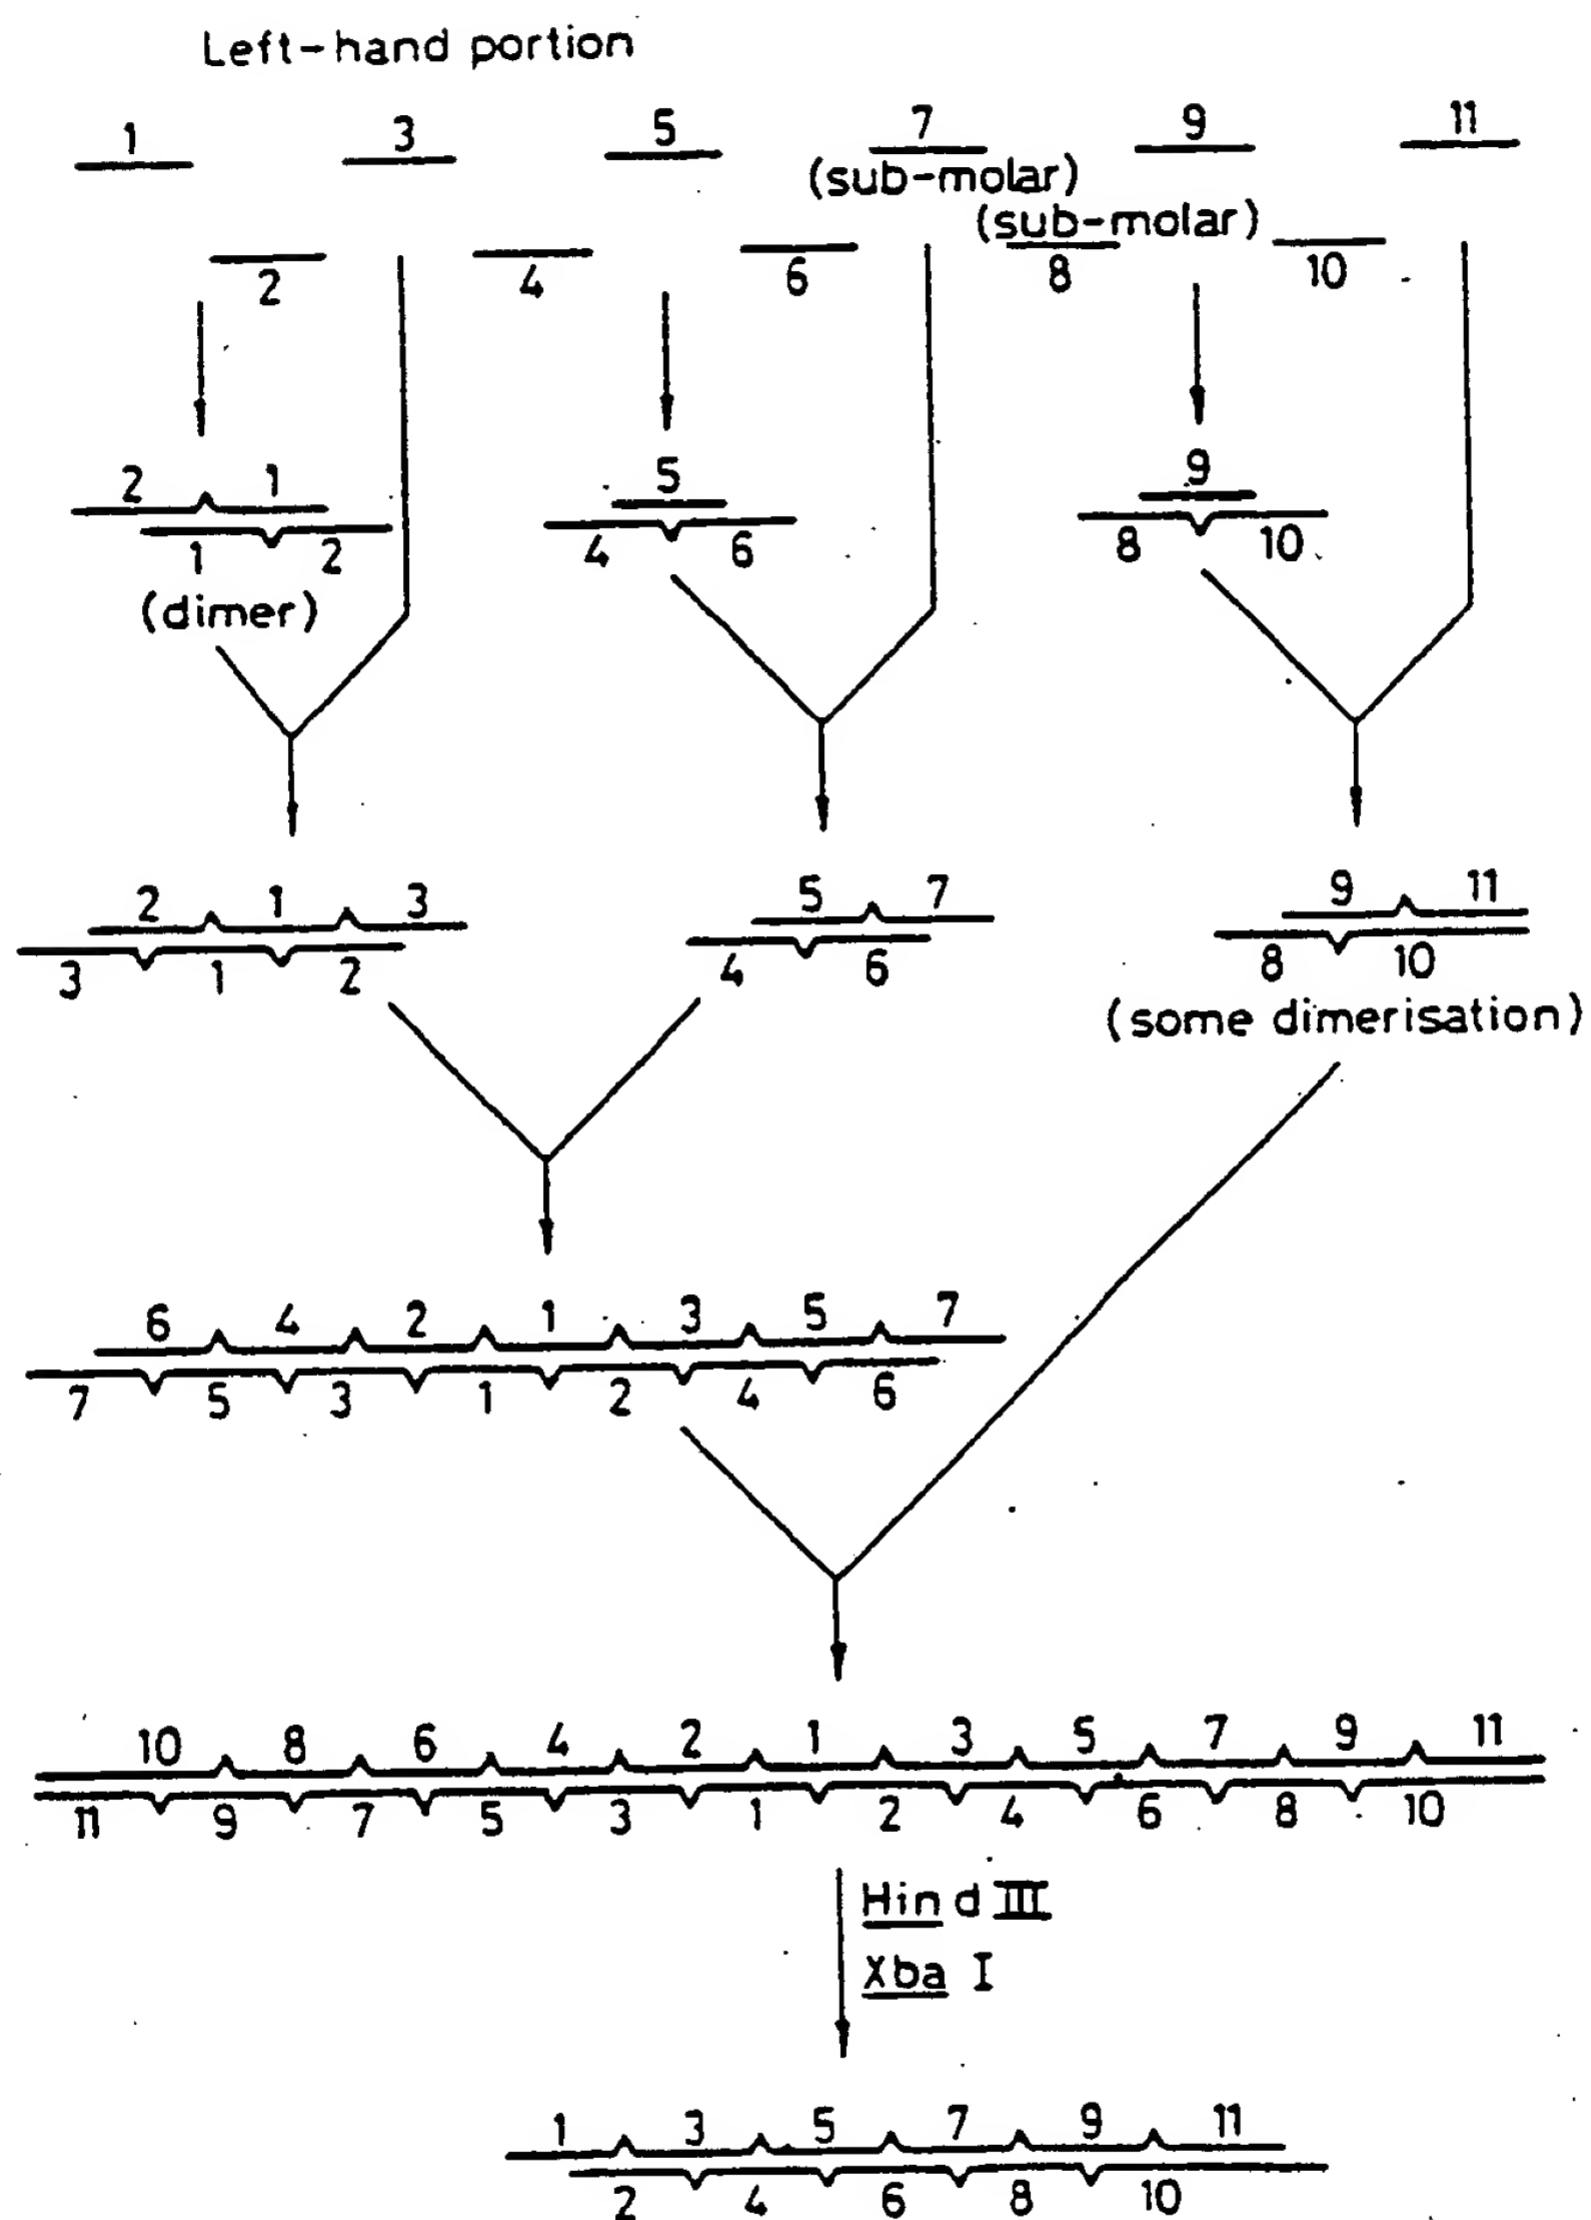 Left-hand portion
1 3 5 7 9 11
(sub-molar)
(sub-molar)
2 4 6 8 10
2 1 5 9
1 2 4 6 8 10
(dimer)
2 1 3 5 7 9 11
3 1 2 4 6 8 10
(some dimerisation)
6 4 2 1 3 5 7
7 5 3 1 2 4 6
10 8 6 4 2 1 3 5 7 9 11
11 9 7 5 3 1 2 4 6 8 10
Hind III
Xba I
1 3 5 7 9 11
2 4 6 8 10